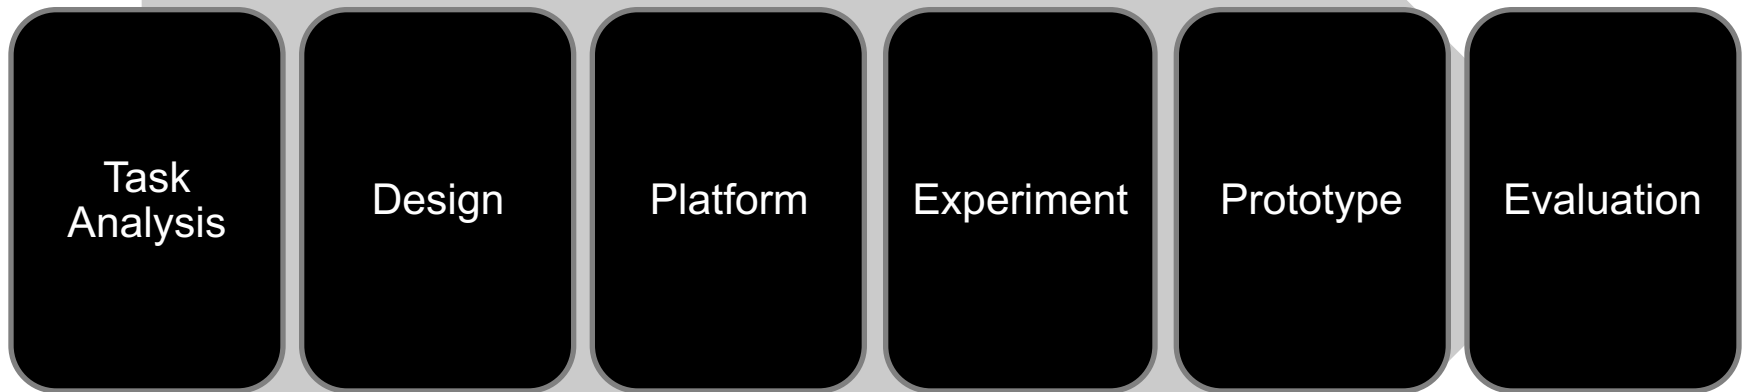 Task
Analysis
Design
Platform
Experiment
Prototype
Evaluation